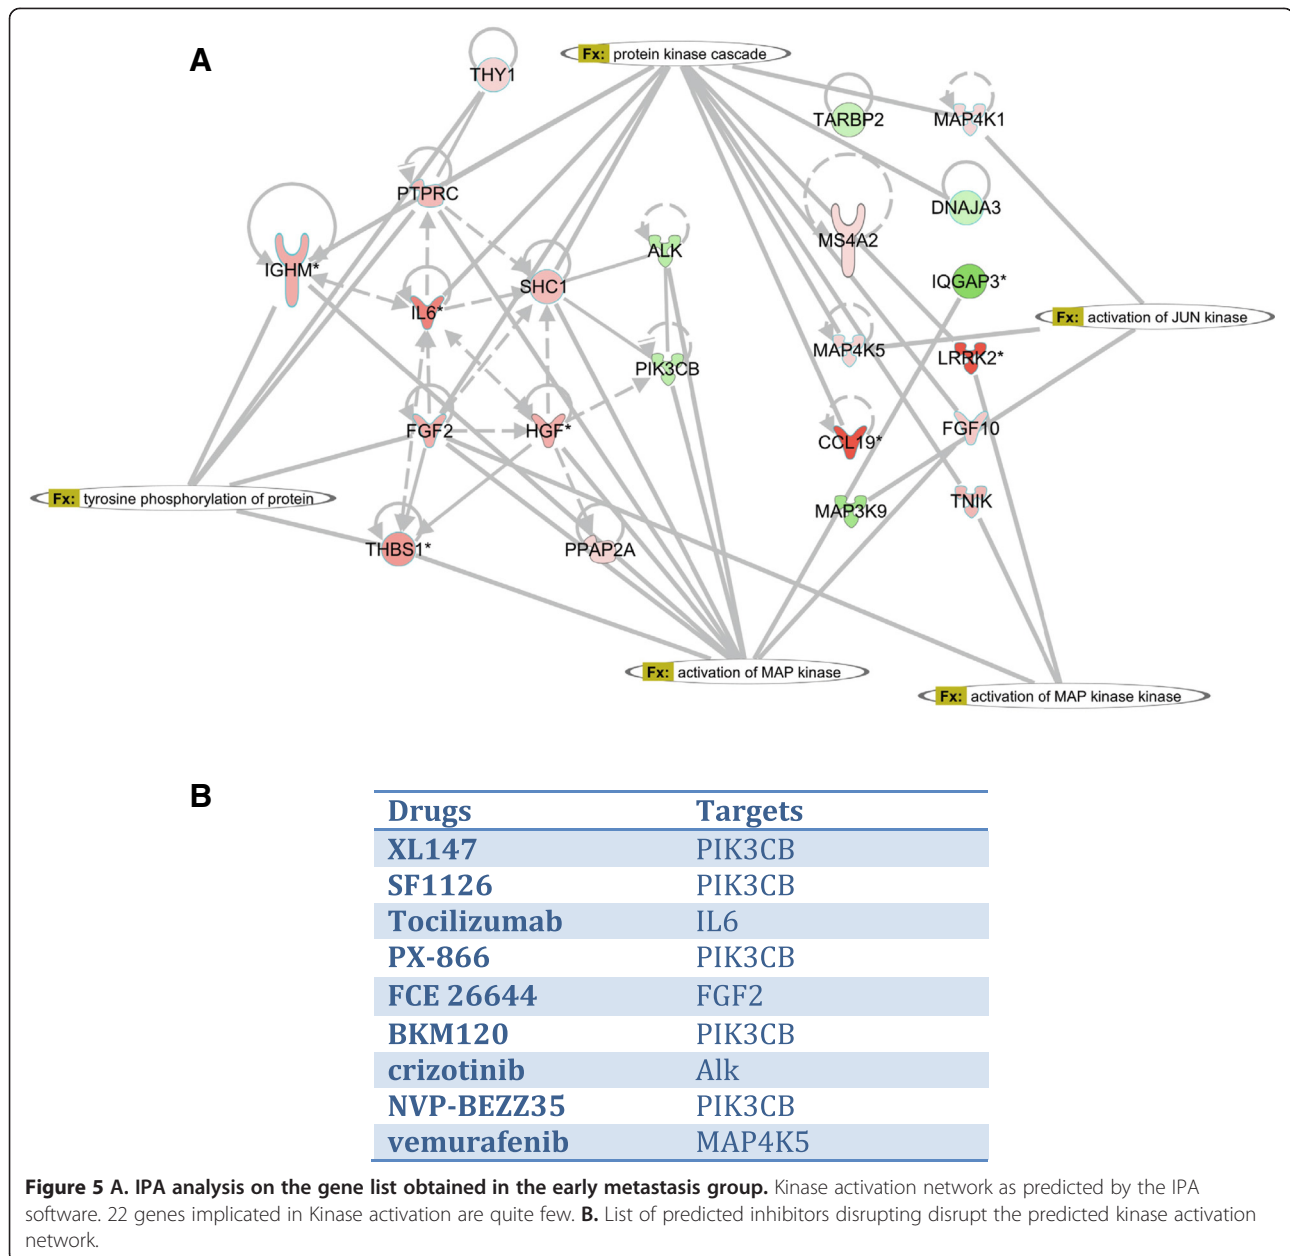 A
Fx: protein kinase cascade
THY1
TARBP2
MAP4K1
PTPRC
DNAJA3
MS4A2
ALK
IGHM*
SHC1
IQGAP3*
IL6*
Fx: activation of JUN kinase
MAP4K5
LRRK2*
PIK3CB
FGF2
HGF*
CCL19*
FGF10
Fx: tyrosine phosphorylation of protein
MAP3K9
TNIK
THBS1*
PPAP2A
Fx: activation of MAP kinase
Fx: activation of MAP kinase kinase
B
Drugs Targets
XL147 PIK3CB
SF1126 PIK3CB
Tocilizumab IL6
PX-866 PIK3CB
FCE 26644 FGF2
BKM120 PIK3CB
crizotinib Alk
NVP-BEZZ35 PIK3CB
vemurafenib MAP4K5
Figure 5 A. IPA analysis on the gene list obtained in the early metastasis group. Kinase activation network as predicted by the IPA
software. 22 genes implicated in Kinase activation are quite few. B. List of predicted inhibitors disrupting disrupt the predicted kinase activation
network.